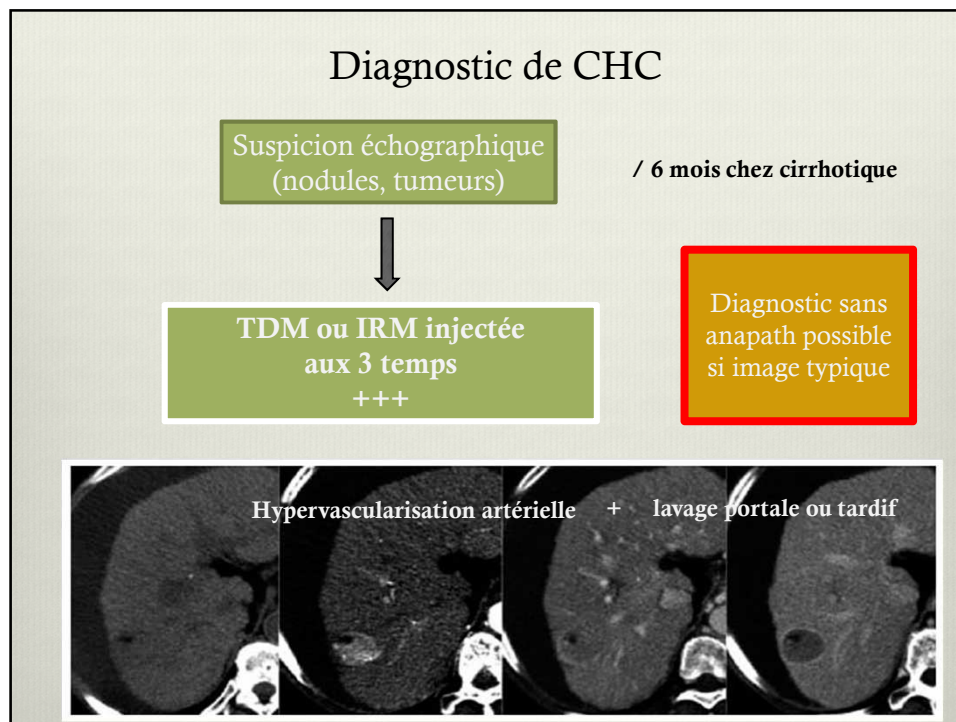 Diagnostic de CHC
Suspicion échographique
(nodules, tumeurs)
/ 6 mois chez cirrhotique
TDM ou IRM injectée
aux 3 temps
+++
Diagnostic sans
anapath possible
si image typique
Hypervascularisation artérielle + lavage portale ou tardif